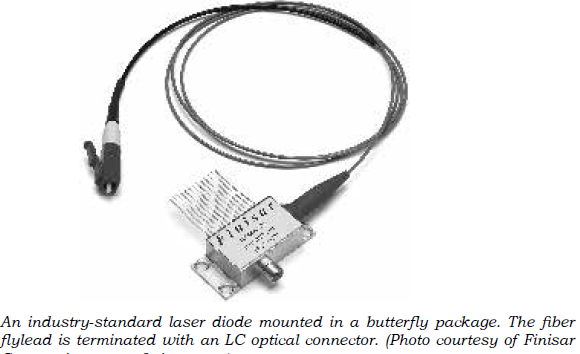 Finisar
An industry-standard laser diode mounted in a butterfly package. The fiber
flylead is terminated with an LC optical connector. (Photo courtesy of Finisar